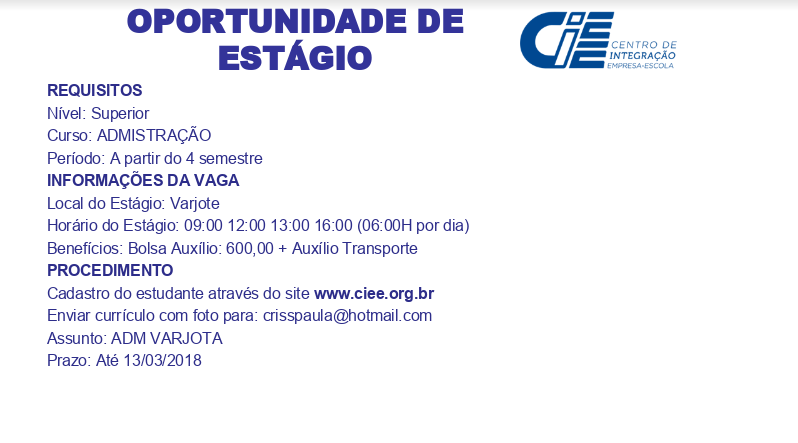 OPORTUNIDADE DE
ESTÁGIO
CIEE
CENTRO DE
INTEGRAÇÃO
EMPRESA-ESCOLA
REQUISITOS
Nível: Superior
Curso: ADMISTRAÇÃO
Período: A partir do 4 semestre
INFORMAÇÕES DA VAGA
Local do Estágio: Varjote
Horário do Estágio: 09:00 12:00 13:00 16:00 (06:00H por dia)
Benefícios: Bolsa Auxílio: 600,00 + Auxílio Transporte
PROCEDIMENTO
Cadastro do estudante através do site www.ciee.org.br
Enviar currículo com foto para: crisspaula@hotmail.com
Assunto: ADM VARJOTA
Prazo: Até 13/03/2018